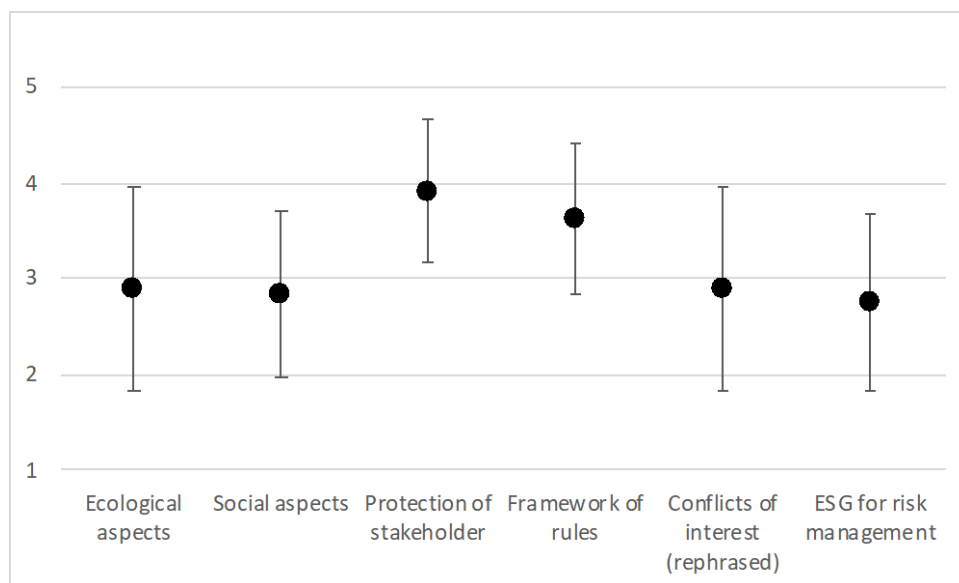 5
4
3
2
1
Ecological
aspects
Social aspects
Protection of
stakeholder
Framework of
rules
Conflicts of
interest
(rephrased)
ESG for risk
management